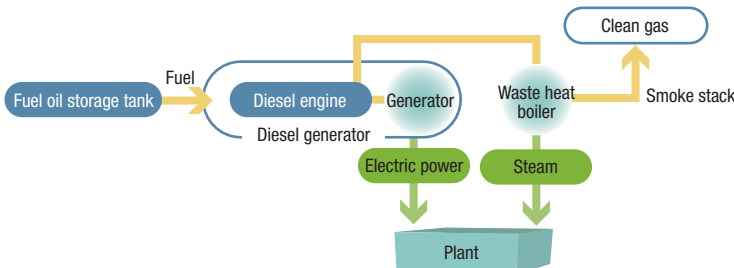 Clean gas
Fuel
Fuel oil storage tank
Diesel engine
Generator
Waste heat
boiler
Smoke stack
Diesel generator
Electric power
Steam
Plant